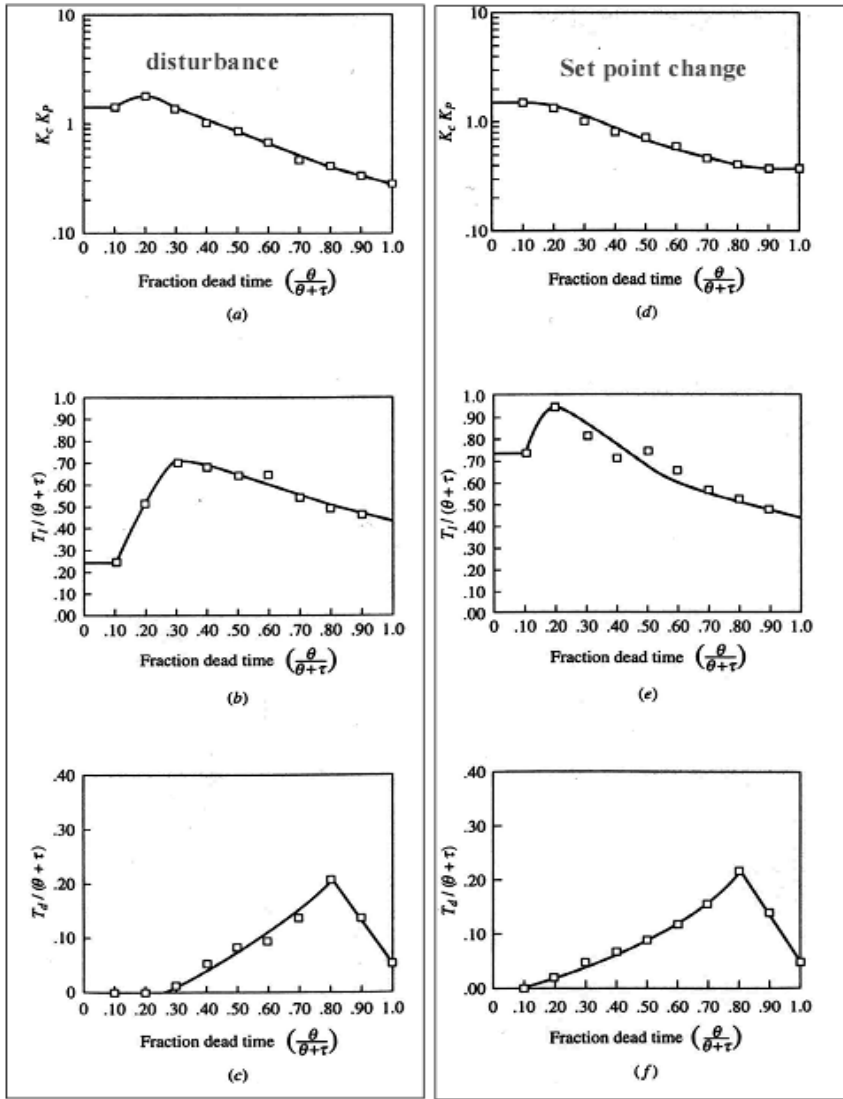 disturbance
10
1
.10
K_c K_P
0 .10 .20 .30 .40 .50 .60 .70 .80 .90 1.0
Fraction dead time (θ/(θ+τ))
(a)
1.0
.90
.80
.70
.60
.50
.40
.30
.20
.10
.00
T_I / (θ + τ)
0 .10 .20 .30 .40 .50 .60 .70 .80 .90 1.0
Fraction dead time (θ/(θ+τ))
(b)
.40
.30
.20
.10
0
T_d / (θ + τ)
0 .10 .20 .30 .40 .50 .60 .70 .80 .90 1.0
Fraction dead time (θ/(θ+τ))
(c)
Set point change
10
1.0
.10
K_c K_P
0 .10 .20 .30 .40 .50 .60 .70 .80 .90 1.0
Fraction dead time (θ/(θ+τ))
(d)
1.0
.90
.80
.70
.60
.50
.40
.30
.20
.10
.00
T_I / (θ + τ)
0 .10 .20 .30 .40 .50 .60 .70 .80 .90 1.0
Fraction dead time (θ/(θ+τ))
(e)
.40
.30
.20
.10
.00
T_d / (θ + τ)
0 .10 .20 .30 .40 .50 .60 .70 .80 .90 1.0
Fraction dead time (θ/(θ+τ))
(f)